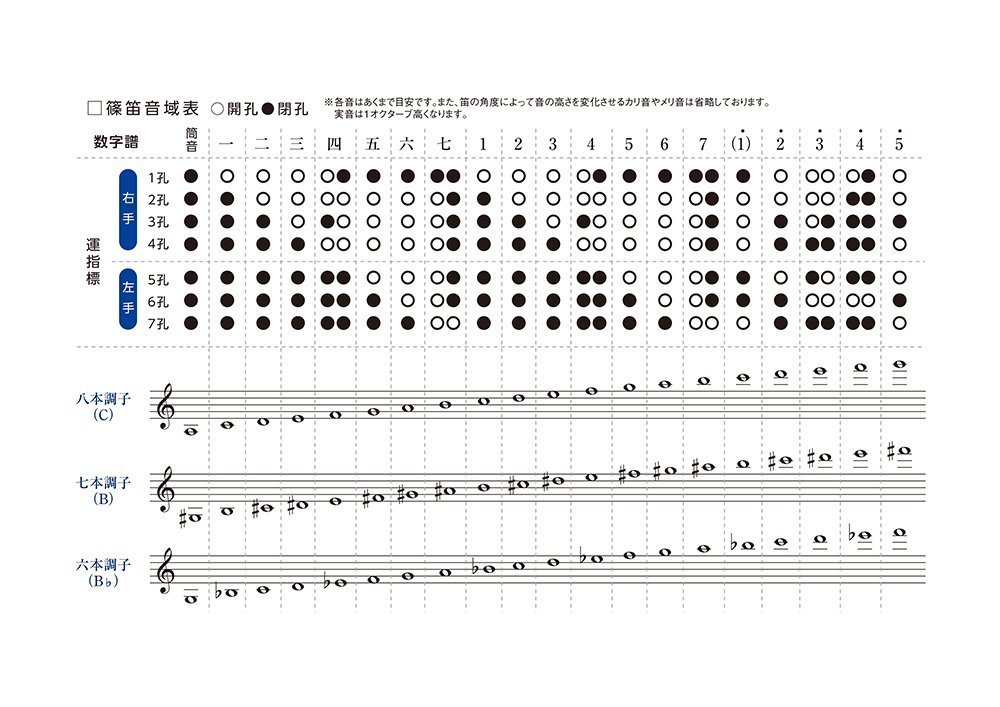 □篠笛音域表 ○開孔●閉孔
※各音はあくまで目安です。また、笛の角度によって音の高さを変化させるカリ音やメリ音は省略しております。
実音は1オクターブ高くなります。
数字譜 筒音 一 二 三 四 五 六 七 1 2 3 4 5 6 7 (1) 2 3 4 5
運指標
右手
1孔
2孔
3孔
4孔
左手
5孔
6孔
7孔
八本調子
(C)
七本調子
(B)
六本調子
(B♭)